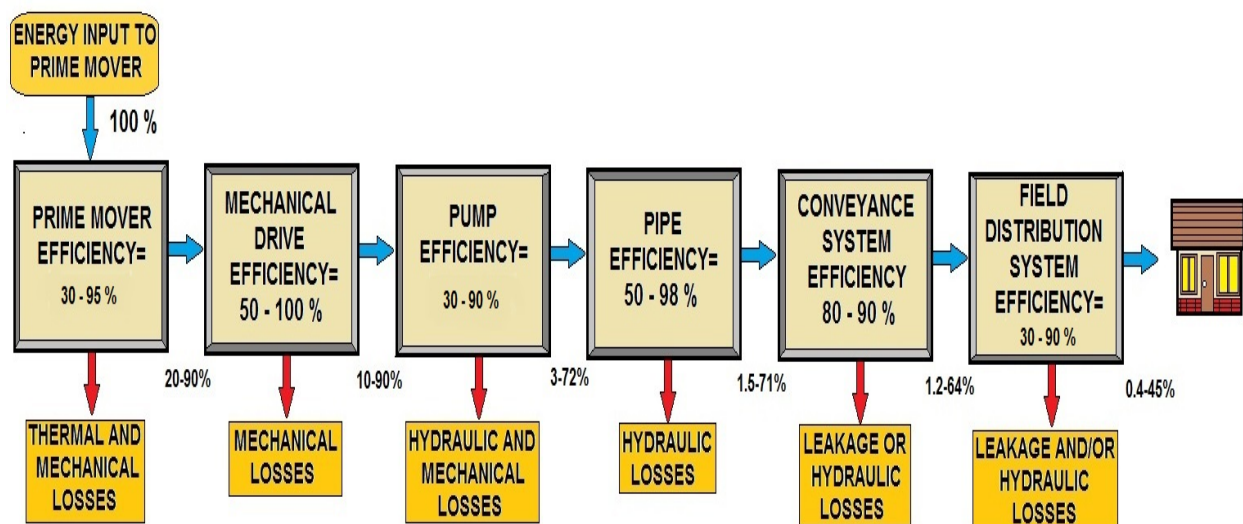 ENERGY INPUT TO
PRIME MOVER
100 %
PRIME MOVER
EFFICIENCY=
30 - 95 %
MECHANICAL
DRIVE
EFFICIENCY=
50 - 100 %
PUMP
EFFICIENCY=
30 - 90 %
PIPE
EFFICIENCY=
50 - 98 %
CONVEYANCE
SYSTEM
EFFICIENCY
80 - 90 %
FIELD
DISTRIBUTION
SYSTEM
EFFICIENCY=
30 - 90 %
20-90%
10-90%
3-72%
1.5-71%
1.2-64%
0.4-45%
THERMAL AND
MECHANICAL
LOSSES
MECHANICAL
LOSSES
HYDRAULIC AND
MECHANICAL
LOSSES
HYDRAULIC
LOSSES
LEAKAGE OR
HYDRAULIC
LOSSES
LEAKAGE AND/OR
HYDRAULIC
LOSSES